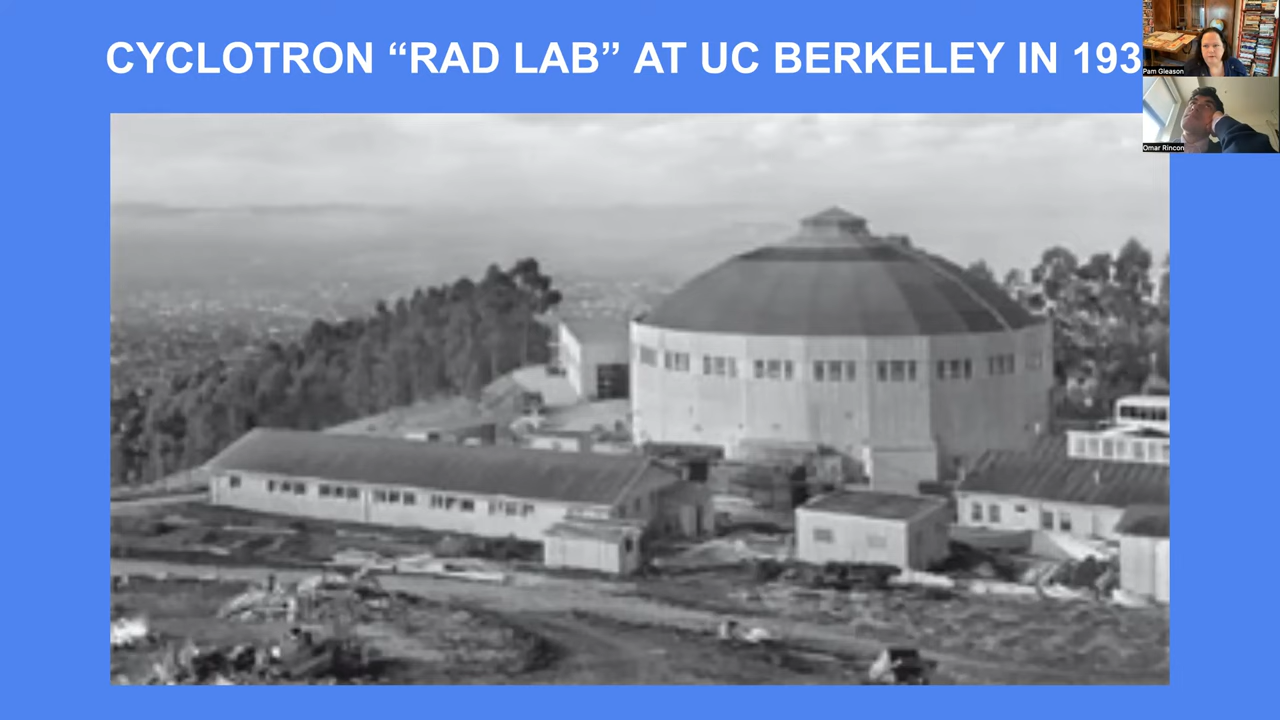 CYCLOTRON “RAD LAB” AT UC BERKELEY IN 193
Pam Gleason
Omar Rincon